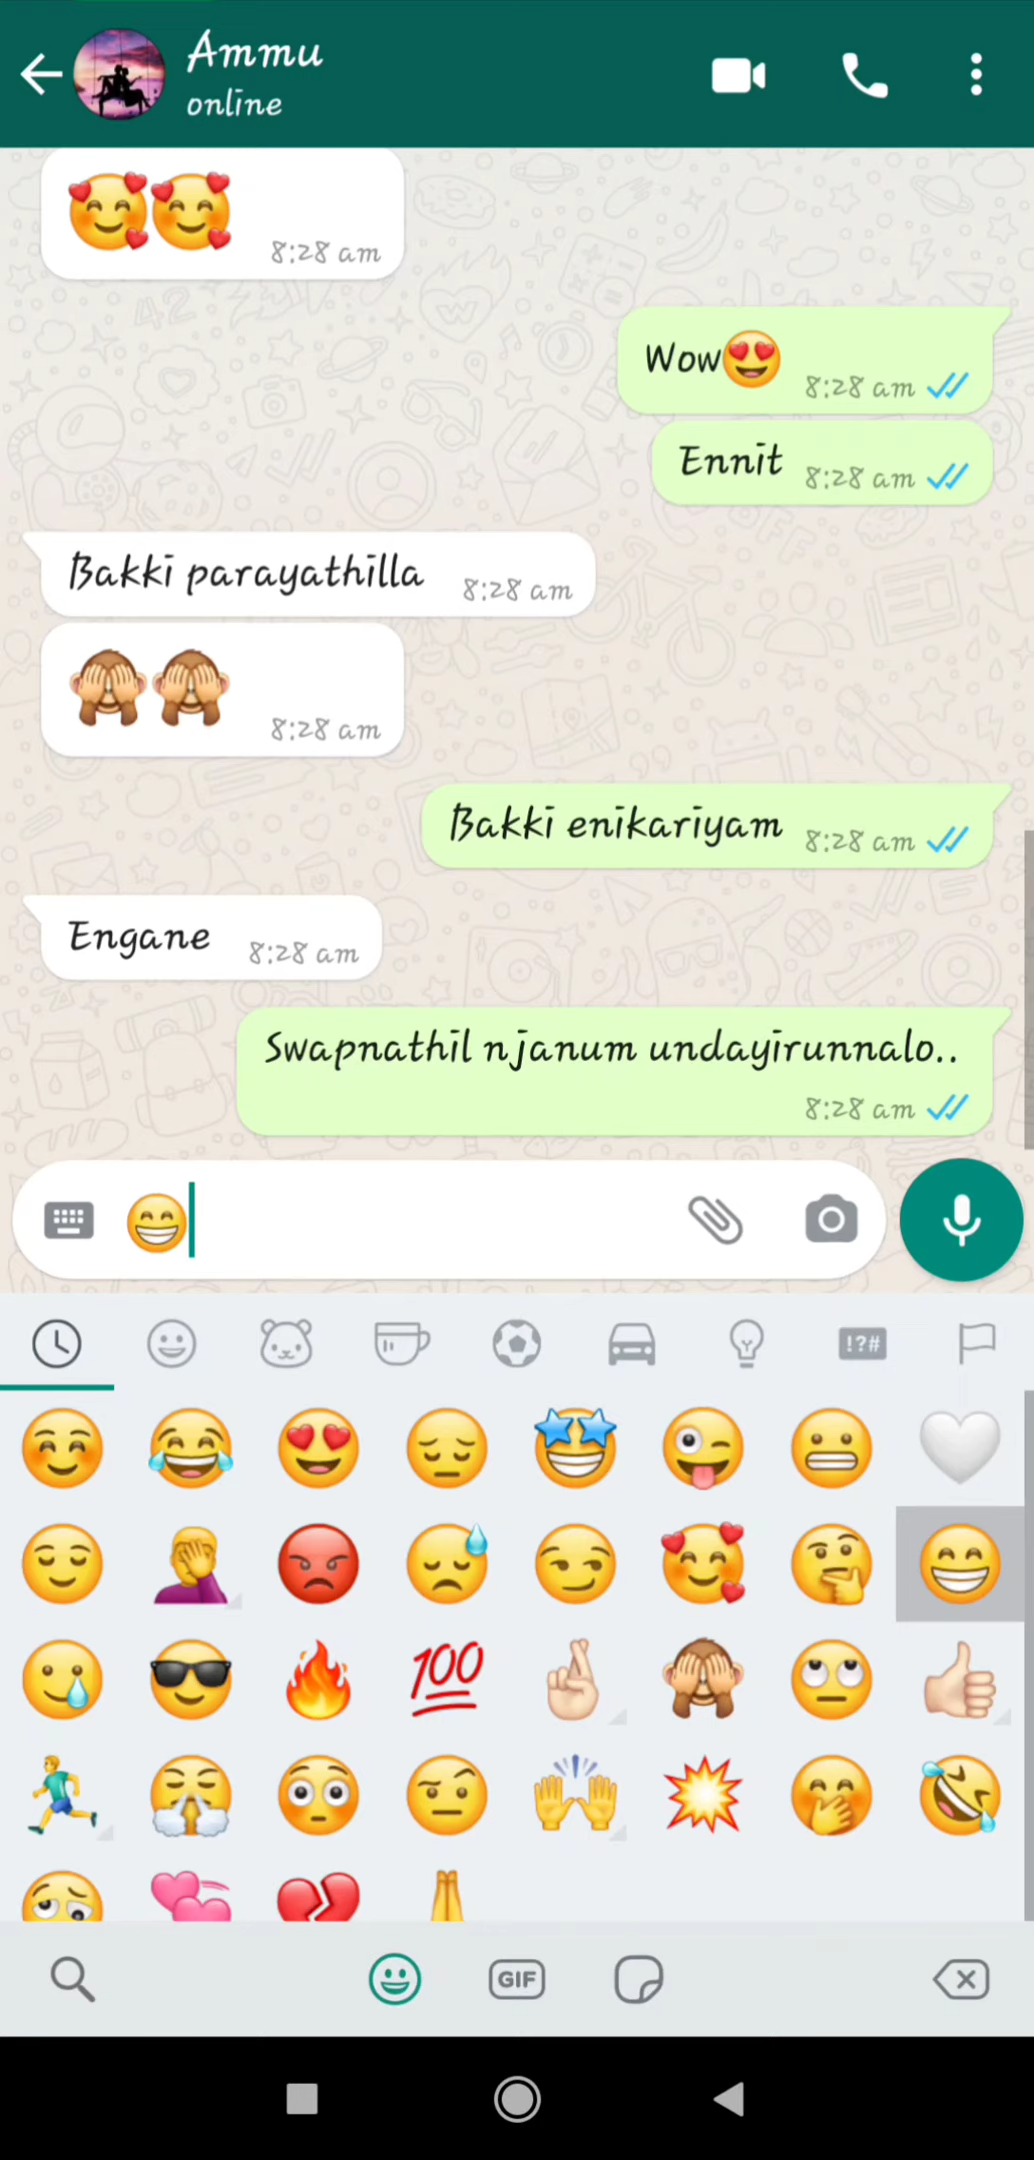 Ammu
online
🥰🥰
8:28 am
Wow😍 8:28 am
Ennit 8:28 am
Bakki parayathilla 8:28 am
🙈🙈
8:28 am
Bakki enikariyam 8:28 am
Engane 8:28 am
Swapnathil njanum undayirunnalo..
8:28 am
😁
!?#
100
GIF